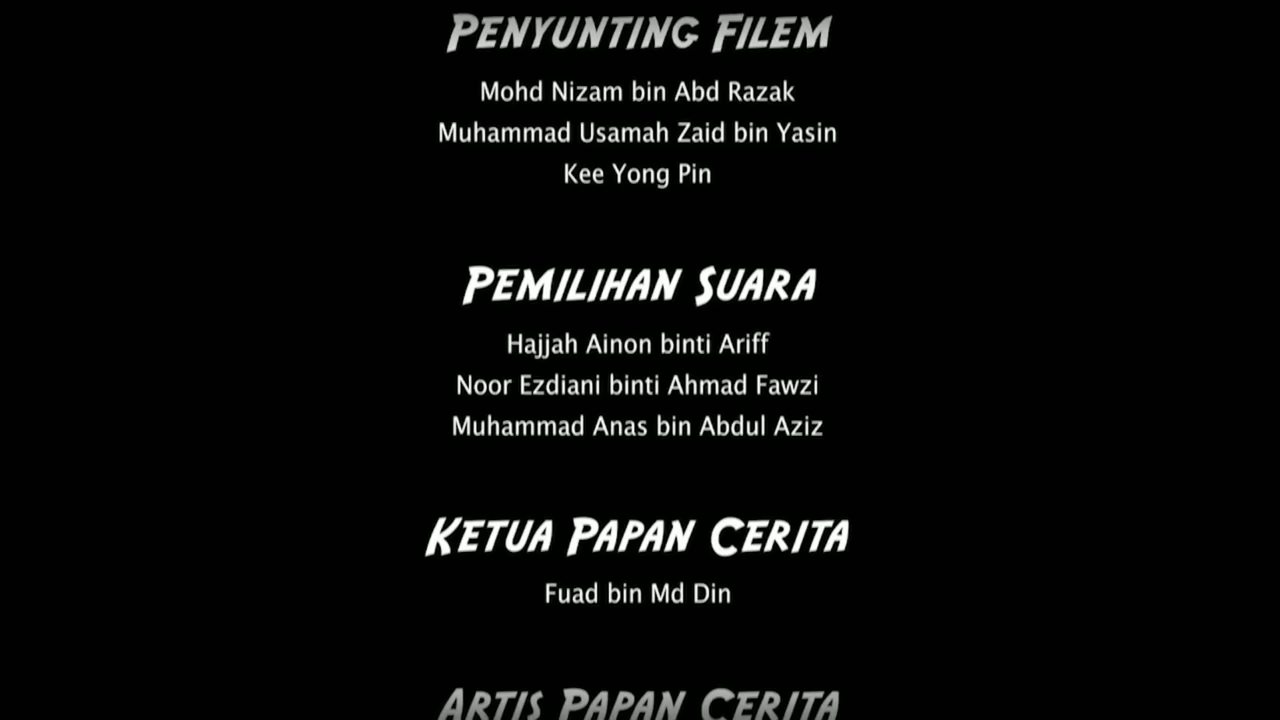 PENYUNTING FILEM
Mohd Nizam bin Abd Razak
Muhammad Usamah Zaid bin Yasin
Kee Yong Pin
PEMILIHAN SUARA
Hajjah Ainon binti Ariff
Noor Ezdiani binti Ahmad Fawzi
Muhammad Anas bin Abdul Aziz
KETUA PAPAN CERITA
Fuad bin Md Din
ARTIS PAPAN CERITA